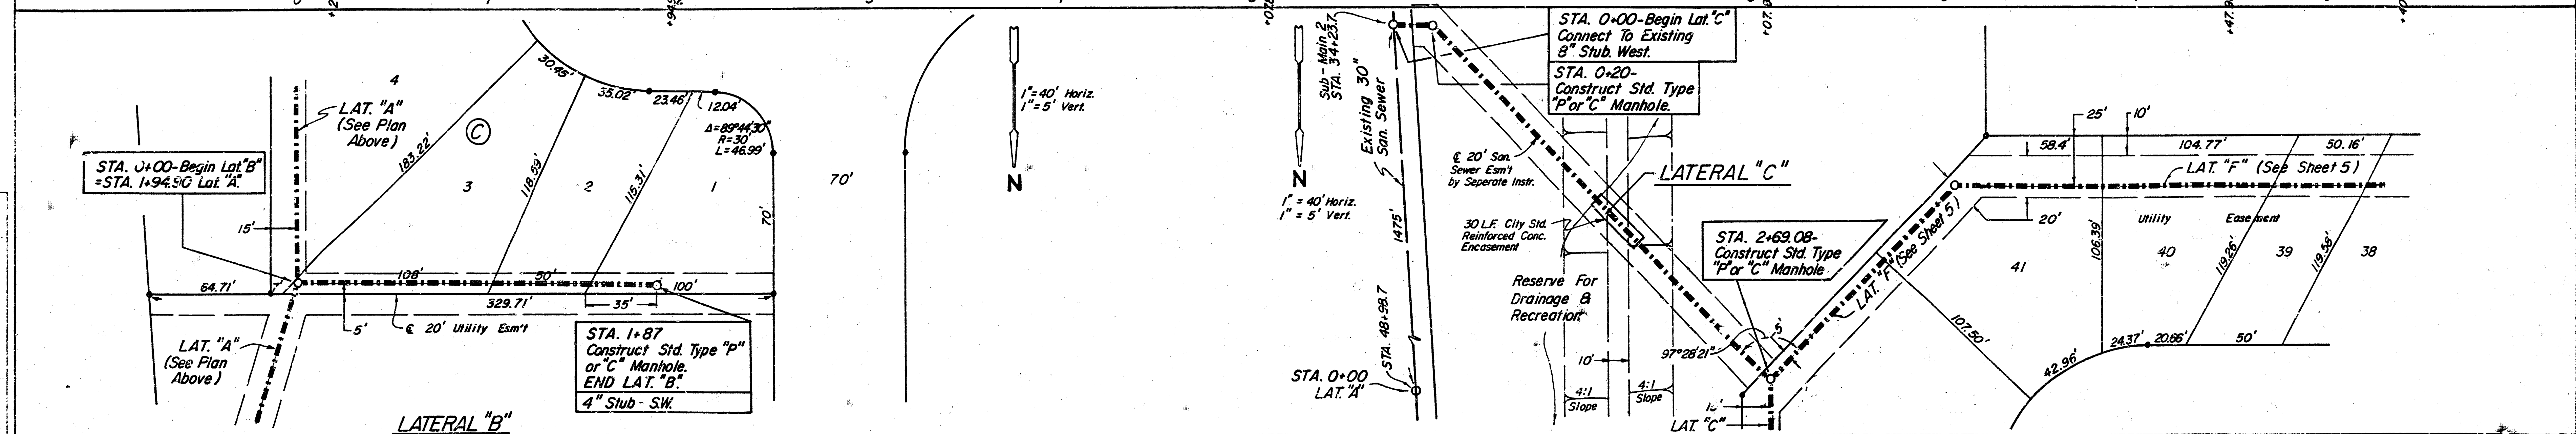 4
LAT. "A"
(See Plan
Above)
STA. 0+00-Begin Lat."B"
=STA. 1+94.90 Lat. "A".
15'
183.22'
C
3
118.59'
2
115.31'
1
30.45'
35.02'
23.46'
12.04'
Δ=89°44'30"
R=30'
L=46.99'
70'
70'
64.71'
108'
50'
100'
329.71'
35'
5'
℄ 20' Utility Esm't
LAT. "A"
(See Plan
Above)
STA. 1+87
Construct Std. Type "P"
or "C" Manhole.
END LAT. "B".
4" Stub - S.W.
LATERAL "B"
1"=40' Horiz.
1"=5' Vert.
N
N
1" = 40' Horiz.
1" = 5' Vert.
Sub-Main 2
STA. 34+23.7
Existing 30"
San. Sewer
1475'
STA. 48+98.7
STA. 0+00
LAT. "A"
STA. 0+00-Begin Lat."C"
Connect To Existing
8" Stub. West.
STA. 0+20-
Construct Std. Type
"P" or "C" Manhole.
℄ 20' San.
Sewer Esm't
by Seperate Instr.
LATERAL "C"
30 L.F. City Std.
Reinforced Conc.
Encasement
Reserve For
Drainage &
Recreation
10'
4:1
Slope
4:1
Slope
STA. 2+69.08-
Construct Std. Type
"P" or "C" Manhole
97°28'21"
5'
LAT. "C"
LAT. "F" (See Sheet 5)
25'
10'
58.4'
104.77'
50.16'
LAT. "F" (See Sheet 5)
20'
Utility Easement
41
106.39'
40
119.26'
39
119.58'
38
107.50'
42.96'
24.37'
20.66'
50'